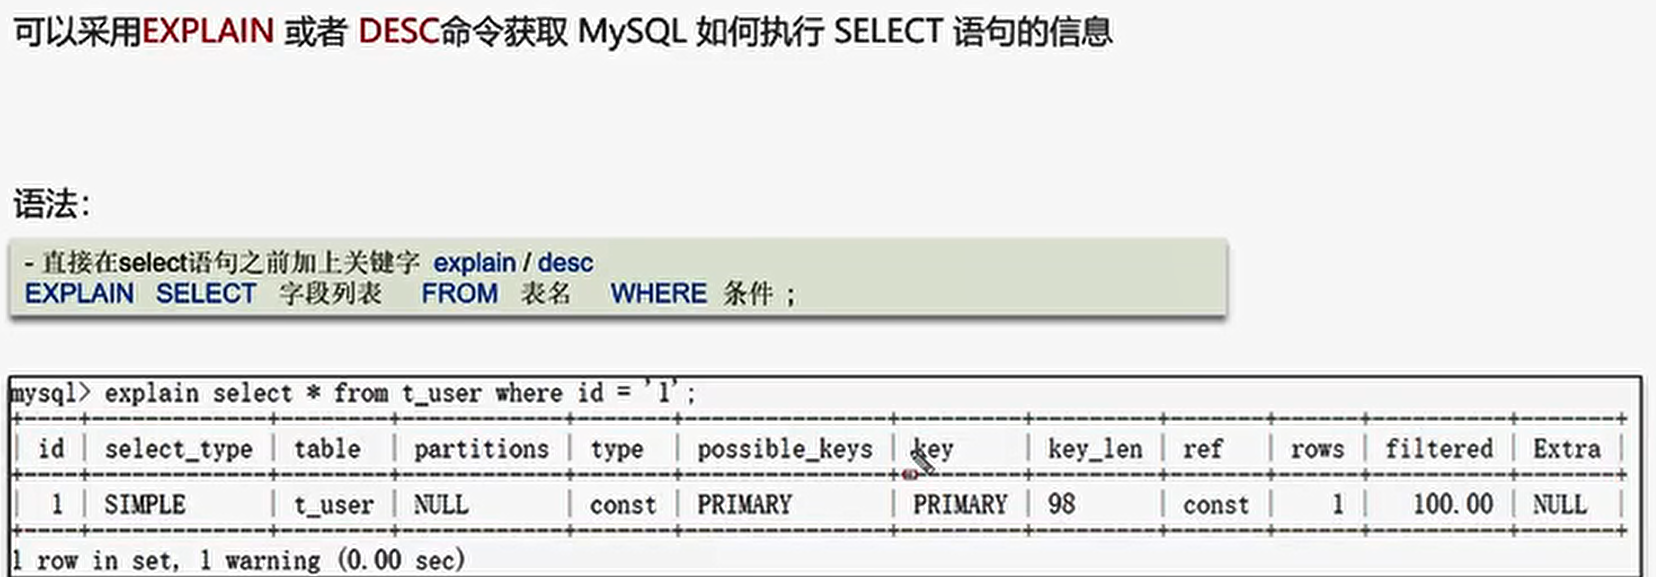 可以采用EXPLAIN 或者 DESC命令获取 MySQL 如何执行 SELECT 语句的信息
语法：
- 直接在select语句之前加上关键字 explain / desc
EXPLAIN SELECT 字段列表 FROM 表名 WHERE 条件 ;
mysql> explain select * from t_user where id = '1';
| id | select_type | table | partitions | type | possible_keys | key | key_len | ref | rows | filtered | Extra |
| 1 | SIMPLE | t_user | NULL | const | PRIMARY | PRIMARY | 98 | const | 1 | 100.00 | NULL |
1 row in set, 1 warning (0.00 sec)